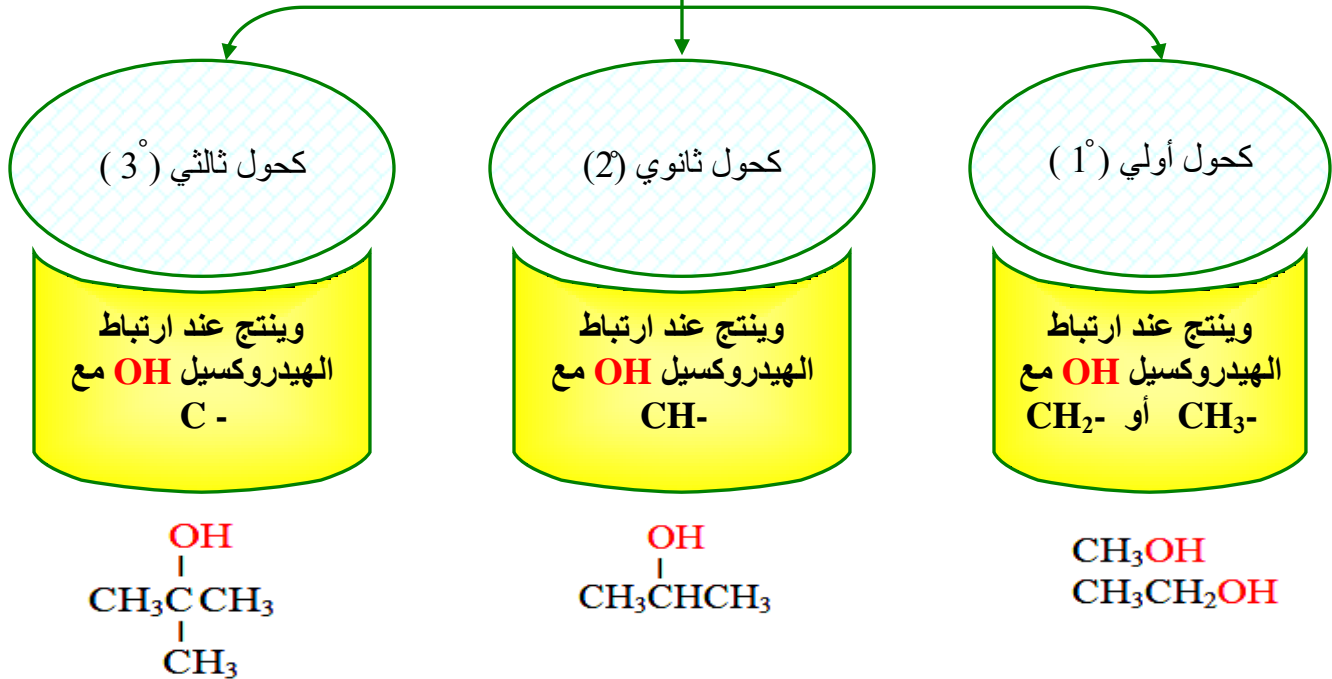 كحول أولي ( 1° )
وينتج عند ارتباط
الهيدروكسيل OH مع
CH₃- أو CH₂-
CH₃OH
CH₃CH₂OH
كحول ثانوي (2°)
وينتج عند ارتباط
الهيدروكسيل OH مع
CH-
OH
CH₃CHCH₃
كحول ثالثي ( 3° )
وينتج عند ارتباط
الهيدروكسيل OH مع
C -
OH
CH₃C CH₃
CH₃